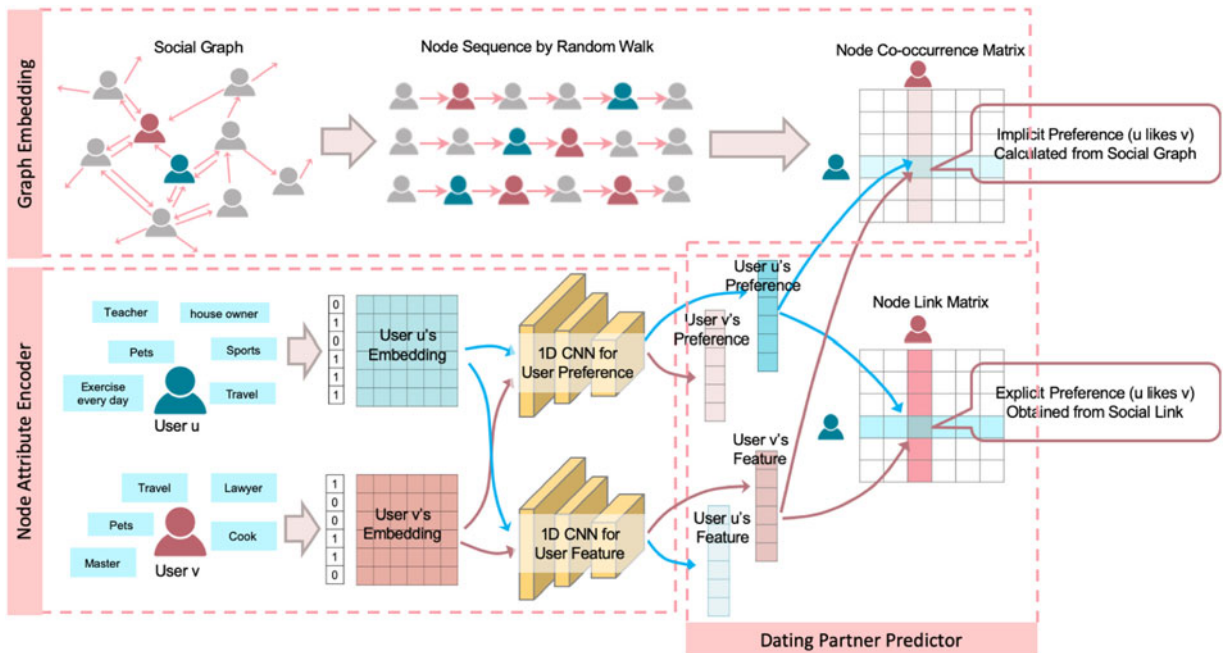 Graph Embedding
Social Graph
Node Sequence by Random Walk
Node Co-occurrence Matrix
Implicit Preference (u likes v)
Calculated from Social Graph
Node Attribute Encoder
Teacher
house owner
Pets
Sports
Exercise
every day
Travel
User u
0
1
0
1
1
1
User u's
Embedding
1D CNN for
User Preference
User u's
Preference
User v's
Preference
Node Link Matrix
Explicit Preference (u likes v)
Obtained from Social Link
Travel
Lawyer
Pets
Cook
Master
User v
1
0
0
1
1
0
User v's
Embedding
1D CNN for
User Feature
User v's
Feature
User u's
Feature
Dating Partner Predictor